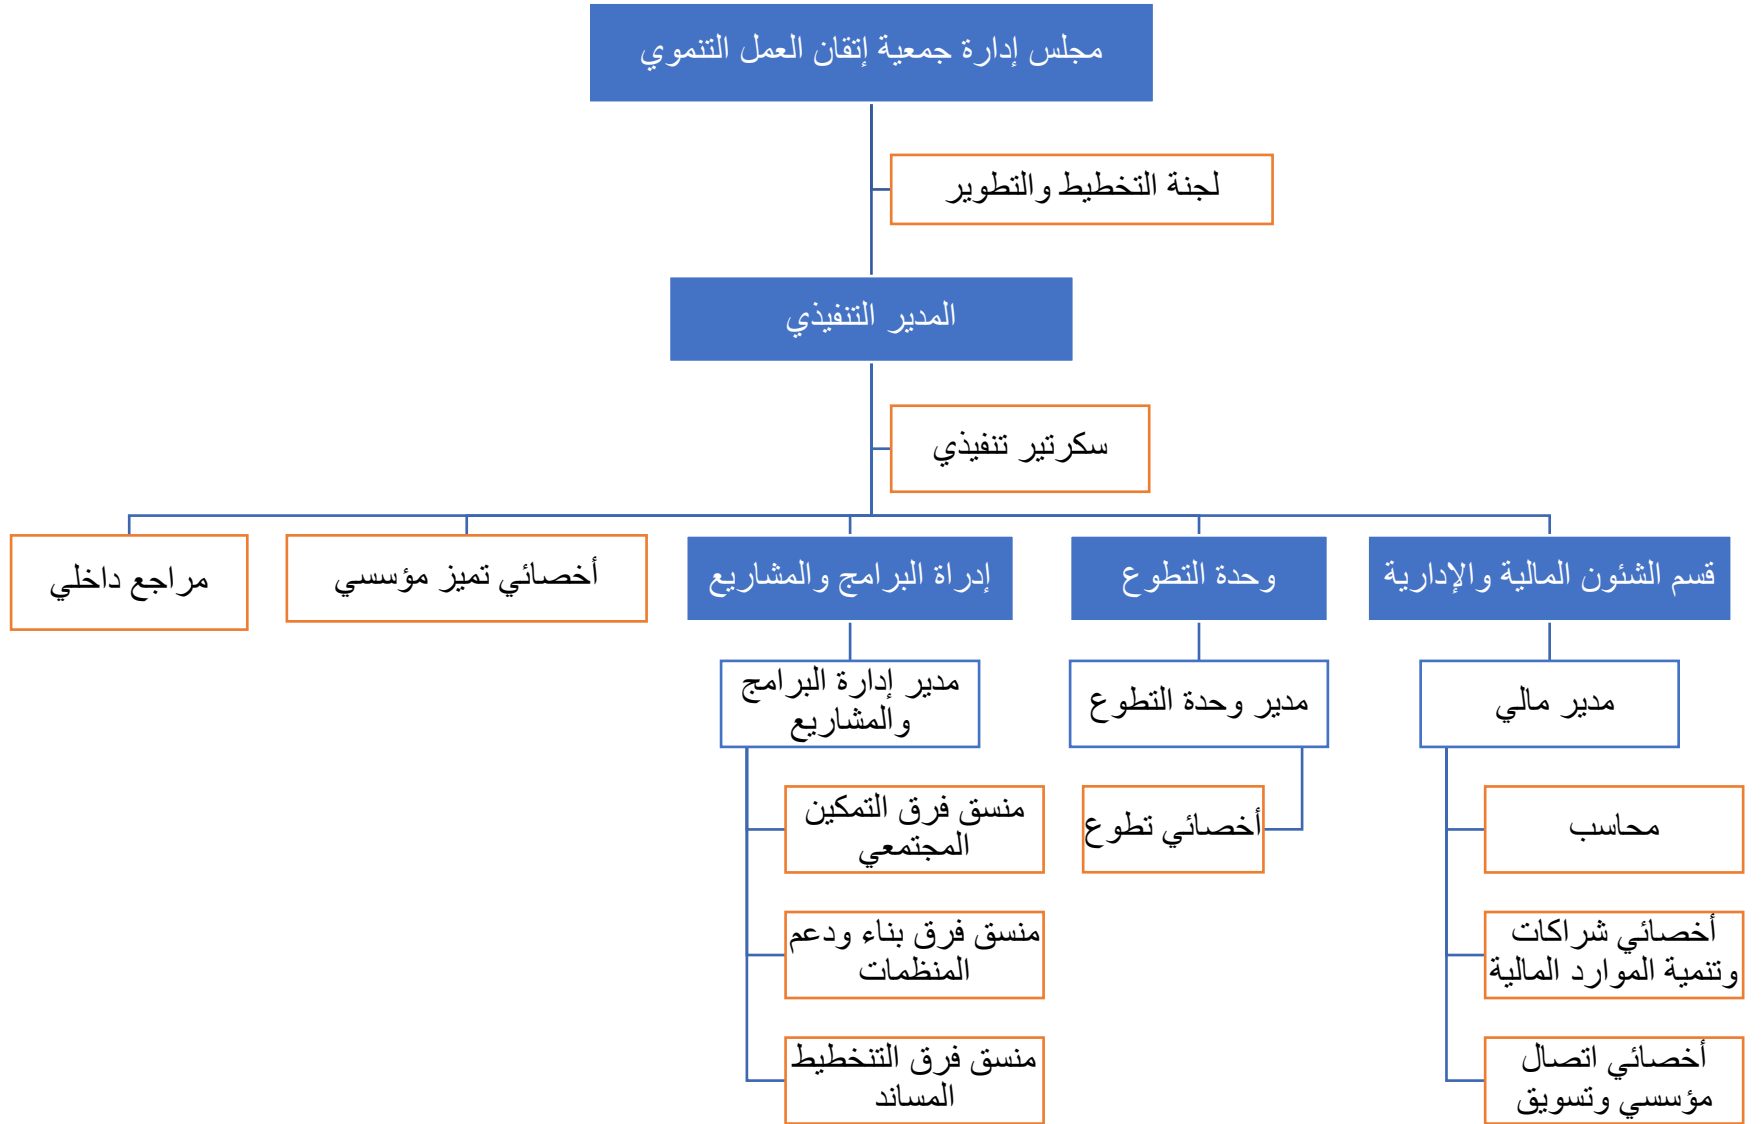 مجلس إدارة جمعية إتقان العمل التنموي
لجنة التخطيط والتطوير
المدير التنفيذي
سكرتير تنفيذي
قسم الشئون المالية والإدارية
وحدة التطوع
إدراة البرامج والمشاريع
أخصائي تميز مؤسسي
مراجع داخلي
مدير مالي
مدير وحدة التطوع
مدير إدارة البرامج
والمشاريع
محاسب
أخصائي تطوع
منسق فرق التمكين
المجتمعي
أخصائي شراكات
وتنمية الموارد المالية
منسق فرق بناء ودعم
المنظمات
أخصائي اتصال
مؤسسي وتسويق
منسق فرق التنخطيط
المساند